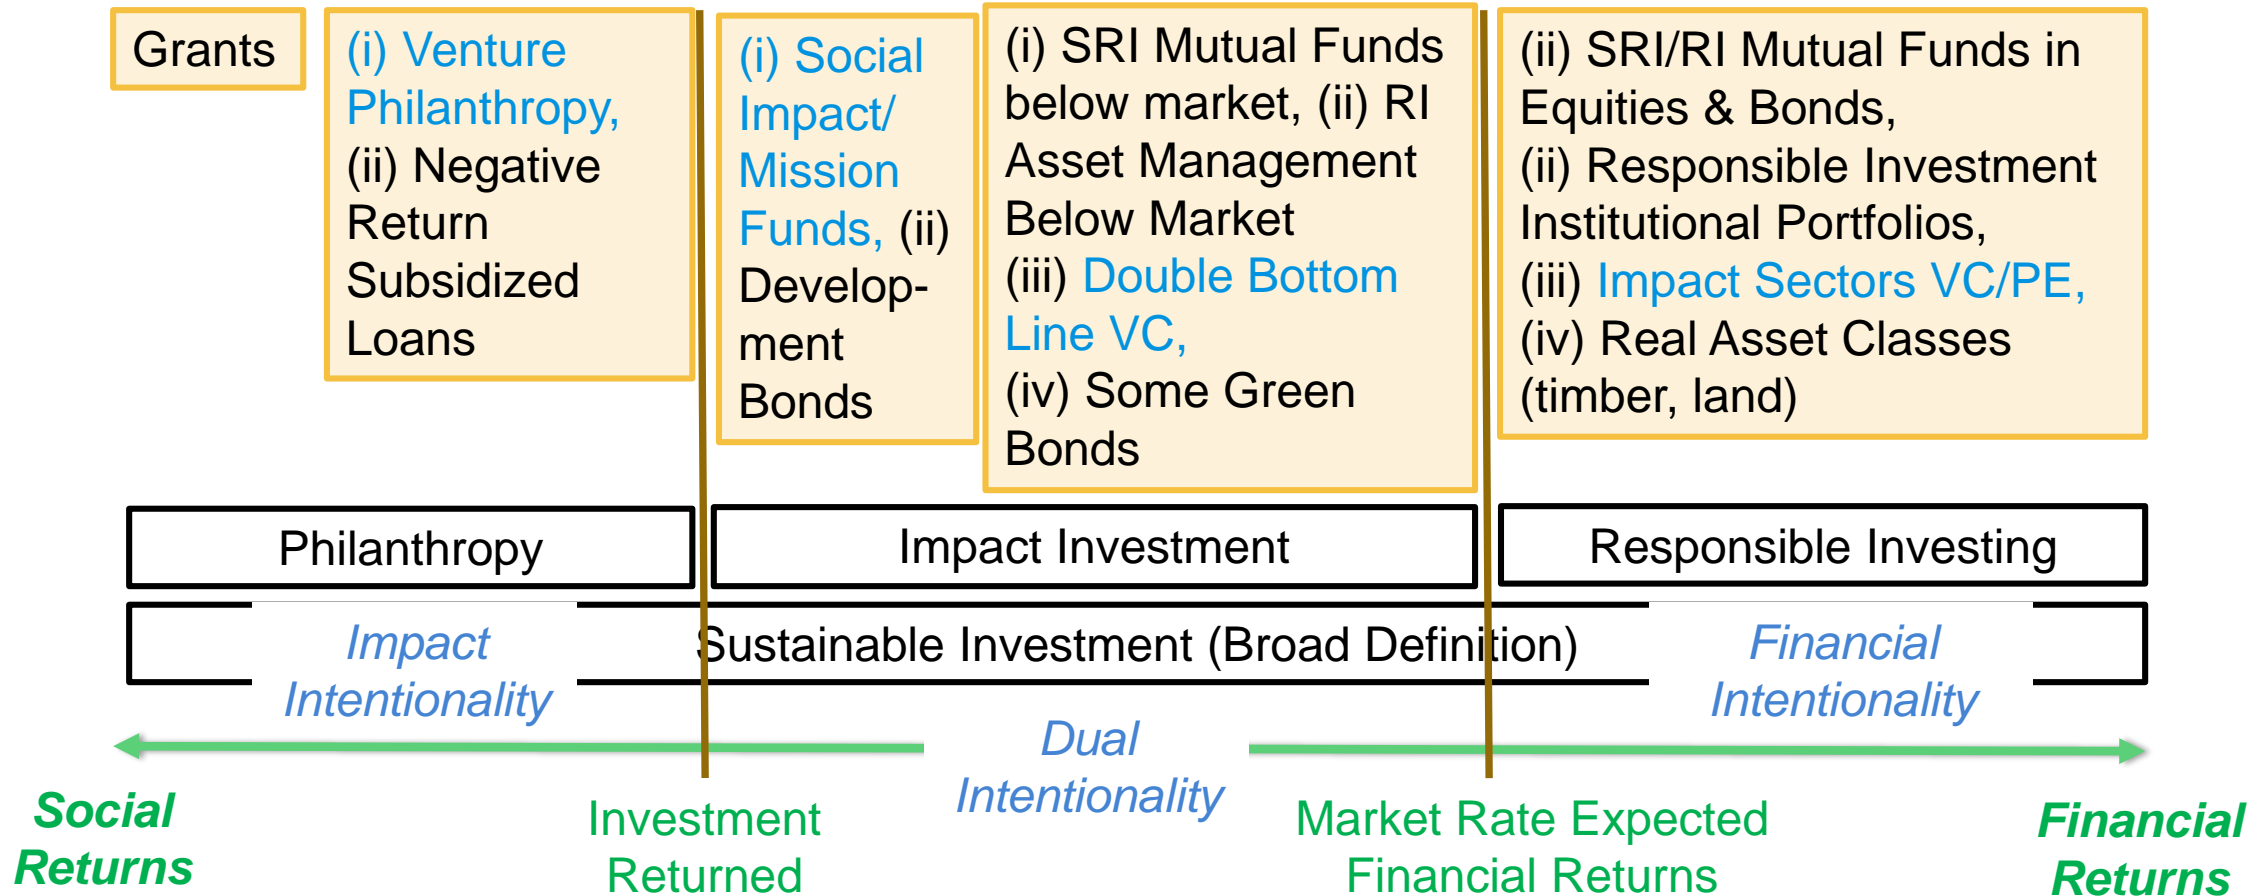 Grants
(i) Venture
Philanthropy,
(ii) Negative
Return
Subsidized
Loans
(i) Social
Impact/
Mission
Funds, (ii)
Develop-
ment
Bonds
(i) SRI Mutual Funds
below market, (ii) RI
Asset Management
Below Market
(iii) Double Bottom
Line VC,
(iv) Some Green
Bonds
(ii) SRI/RI Mutual Funds in
Equities & Bonds,
(ii) Responsible Investment
Institutional Portfolios,
(iii) Impact Sectors VC/PE,
(iv) Real Asset Classes
(timber, land)
Philanthropy
Impact Investment
Responsible Investing
Sustainable Investment (Broad Definition)
Impact
Intentionality
Financial
Intentionality
Dual
Intentionality
Social
Returns
Investment
Returned
Market Rate Expected
Financial Returns
Financial
Returns